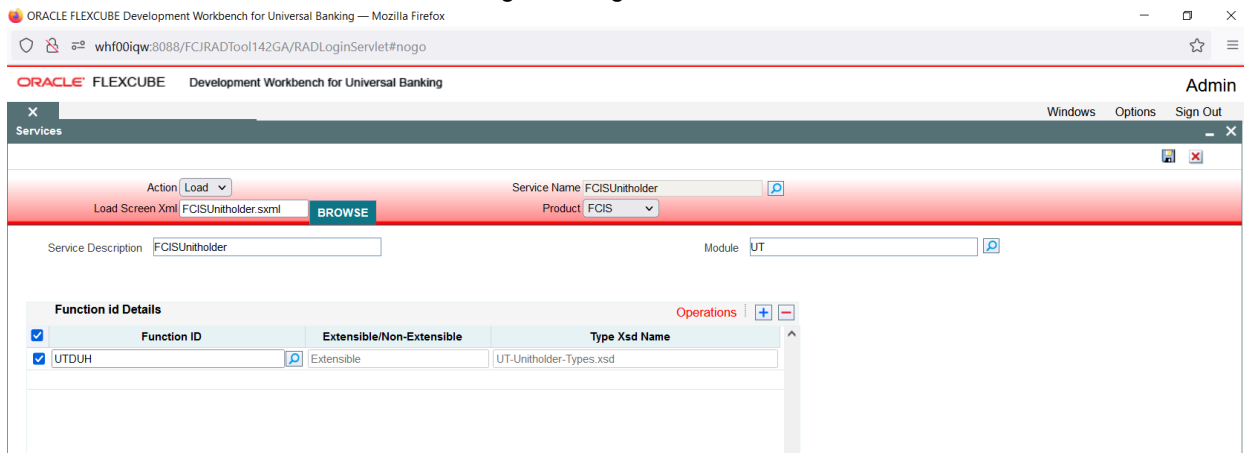 ORACLE FLEXCUBE Development Workbench for Universal Banking — Mozilla Firefox
whf00iqw:8088/FCJRADTool142GA/RADLoginServlet#nogo
ORACLE FLEXCUBE Development Workbench for Universal Banking
Admin
Windows Options Sign Out
Services
Action Load Service Name FCISUnitholder
Load Screen Xml FCISUnitholder.sxml BROWSE Product FCIS
Service Description FCISUnitholder Module UT
Function id Details Operations
Function ID Extensible/Non-Extensible Type Xsd Name
UTDUH Extensible UT-Unitholder-Types.xsd